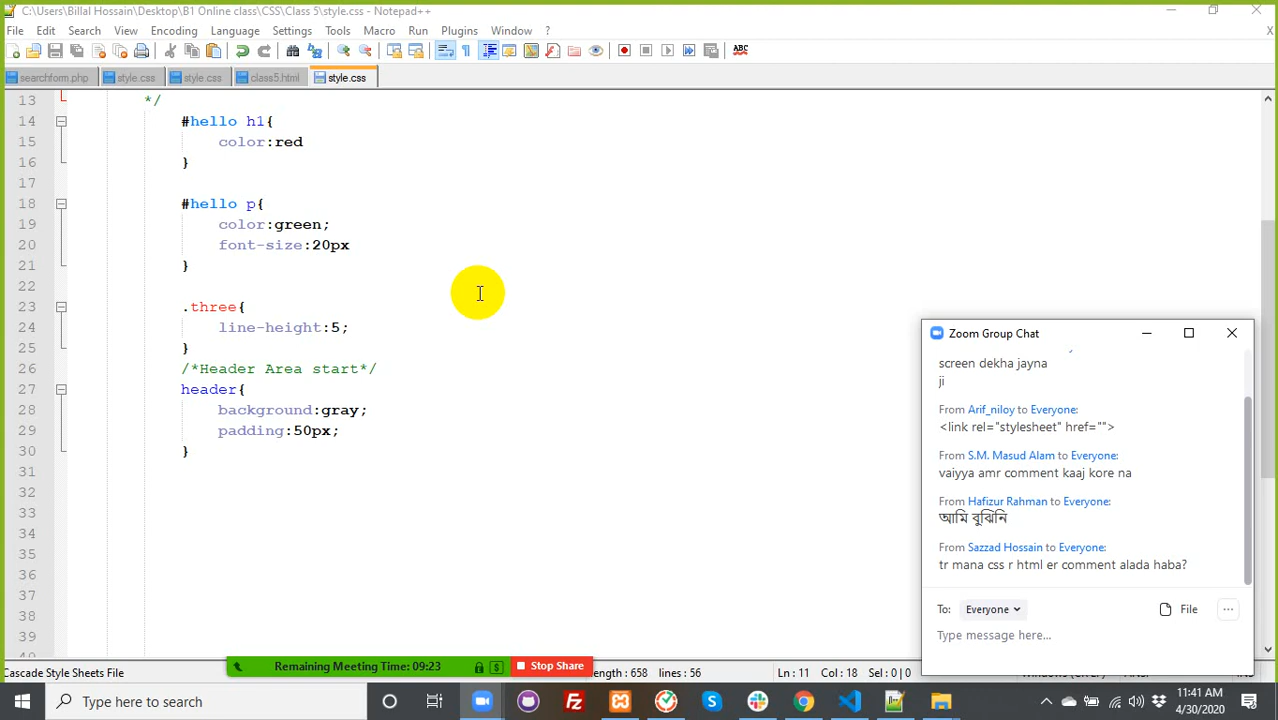 C:\Users\Billal Hossain\Desktop\B1 Online class\CSS\Class 5\style.css - Notepad++
File Edit Search View Encoding Language Settings Tools Macro Run Plugins Window ? X
searchform.php style.css style.css class5.html style.css
13 */
14 #hello h1{
15 color:red
16 }
17
18 #hello p{
19 color:green;
20 font-size:20px
21 }
22
23 .three{
24 line-height:5;
25 }
26 /*Header Area start*/
27 header{
28 background:gray;
29 padding:50px;
30 }
31
32
33
34
35
36
37
38
39
Zoom Group Chat
screen dekha jayna
ji
From Arif_niloy to Everyone:
<link rel="stylesheet" href="">
From S.M. Masud Alam to Everyone:
vaiyya amr comment kaaj kore na
From Hafizur Rahman to Everyone:
আমি বুঝিনি
From Sazzad Hossain to Everyone:
tr mana css r html er comment alada haba?
To: Everyone File
Type message here...
Remaining Meeting Time: 09:23 Stop Share
Cascade Style Sheets File length : 658 lines : 56 Ln : 11 Col : 18 Sel : 0 | 0
Type here to search
11:41 AM
4/30/2020